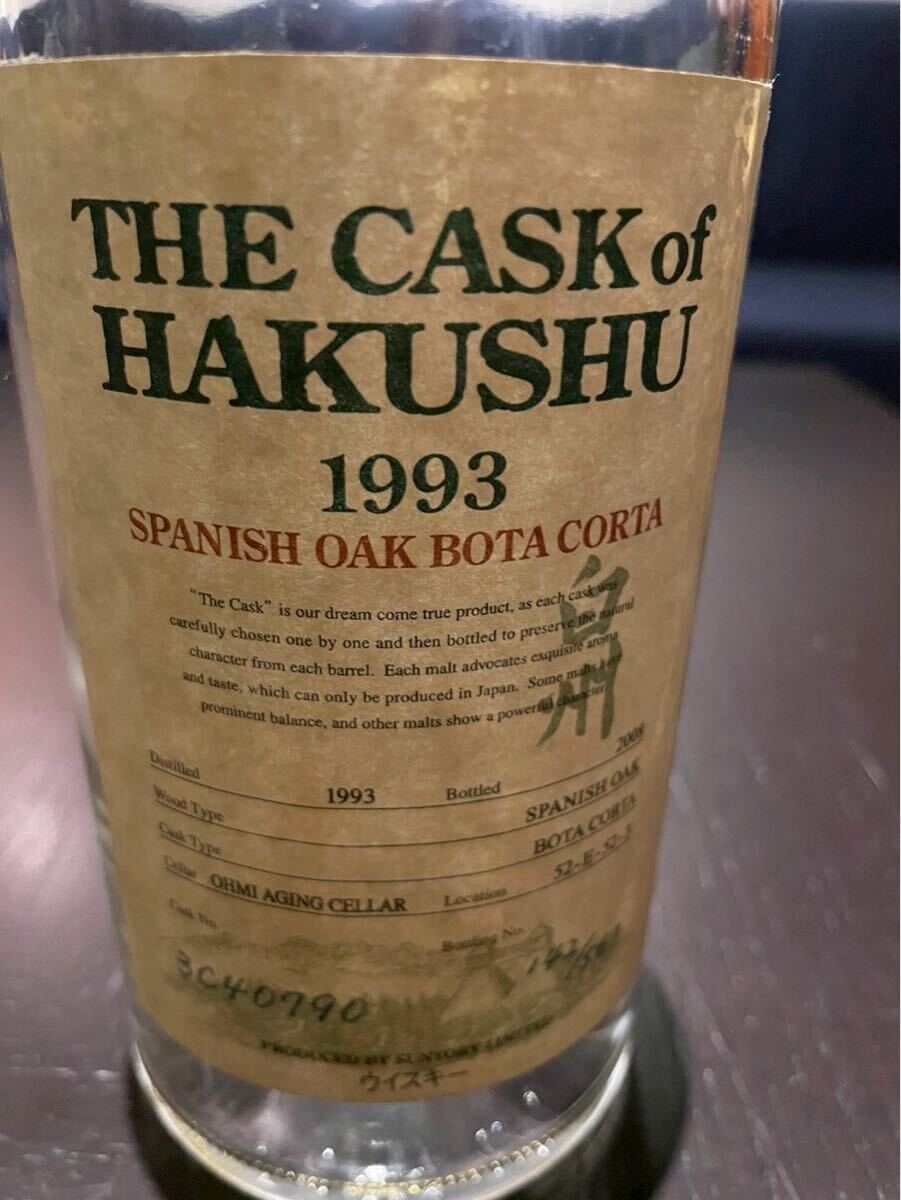 THE CASK of
HAKUSHU
1993
SPANISH OAK BOTA CORTA
白州
"The Cask" is our dream come true product, as each cask was
carefully chosen one by one and then bottled to preserve the natural
character from each barrel. Each malt advocates exquisite aroma
and taste, which can only be produced in Japan. Some malts have
prominent balance, and other malts show a powerful character.
Distilled 1993 Bottled 2008
Wood Type SPANISH OAK
Cask Type BOTA CORTA
Cellar OHMI AGING CELLAR Location 52-E-52-3
Cask No. Bottling No.
3C40790
PRODUCED BY SUNTORY LIMITED
ウイスキー